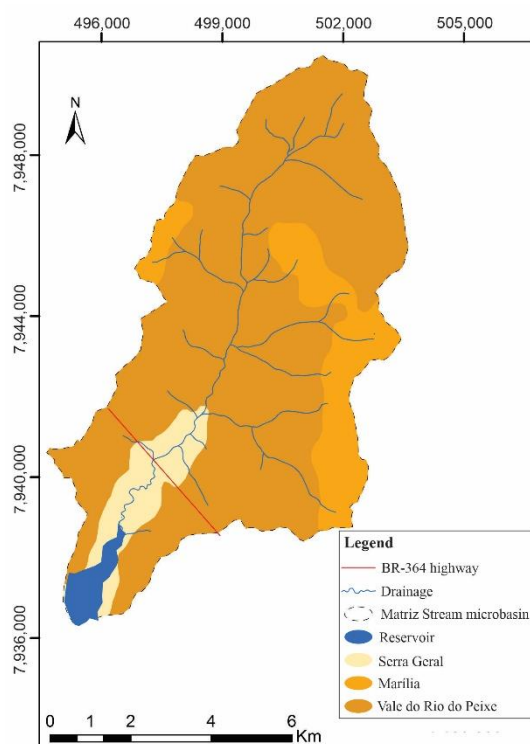 496,000 499,000 502,000 505,000
N
7,948,000
7,944,000
7,940,000
7,936,000
Legend
BR-364 highway
Drainage
Matriz Stream microbasin
Reservoir
Serra Geral
Marília
Vale do Rio do Peixe
0 1 2 4 6
Km